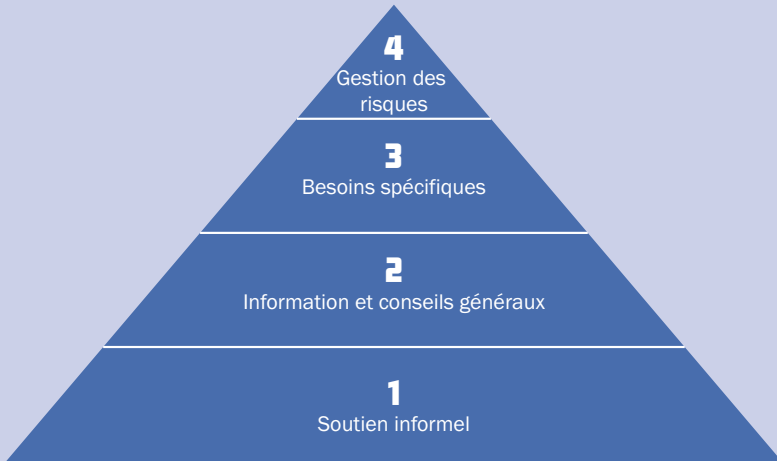 4
Gestion des
risques
3
Besoins spécifiques
2
Information et conseils généraux
1
Soutien informel